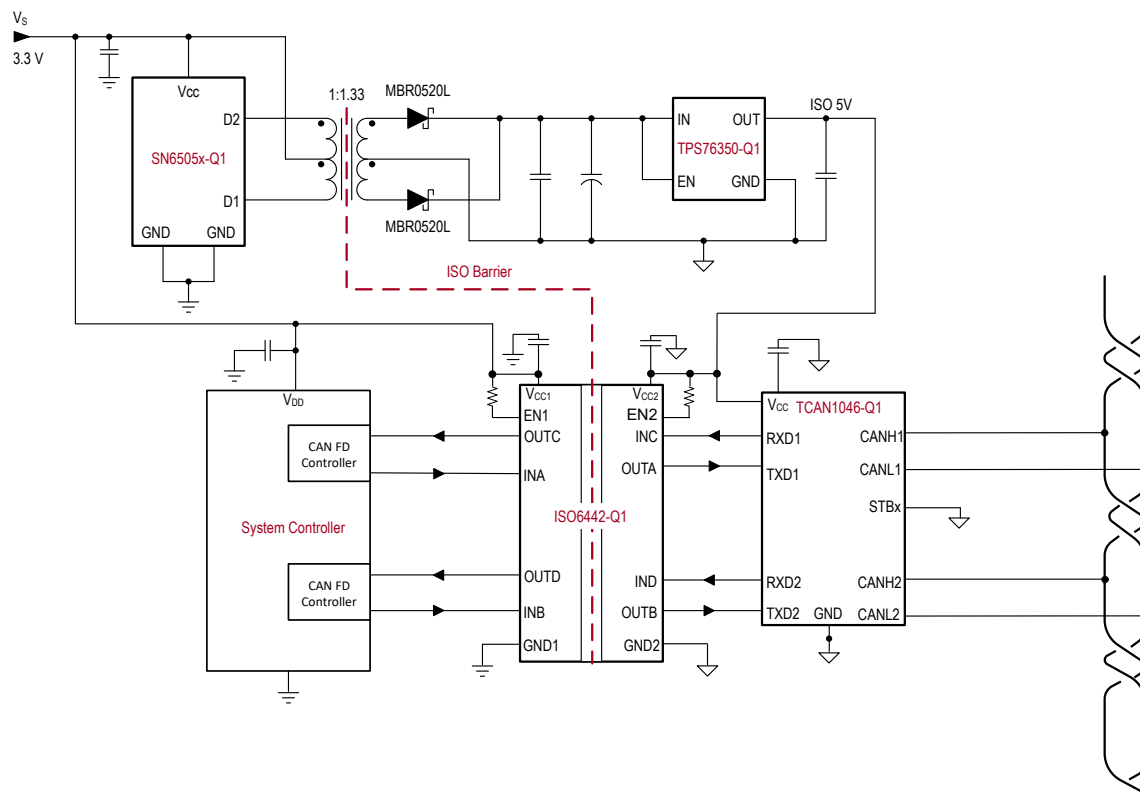 VS
3.3 V
Vcc
D2
SN6505x-Q1
D1
GND GND
1:1.33
MBR0520L
MBR0520L
ISO Barrier
IN OUT
TPS76350-Q1
EN GND
ISO 5V
VDD
CAN FD
Controller
System Controller
CAN FD
Controller
VCC1
EN1
OUTC
INA
ISO6442-Q1
OUTD
INB
GND1
VCC2
EN2
INC
OUTA
IND
OUTB
GND2
VCC
TCAN1046-Q1
RXD1
TXD1
RXD2
TXD2
GND
CANH1
CANL1
STBx
CANH2
CANL2